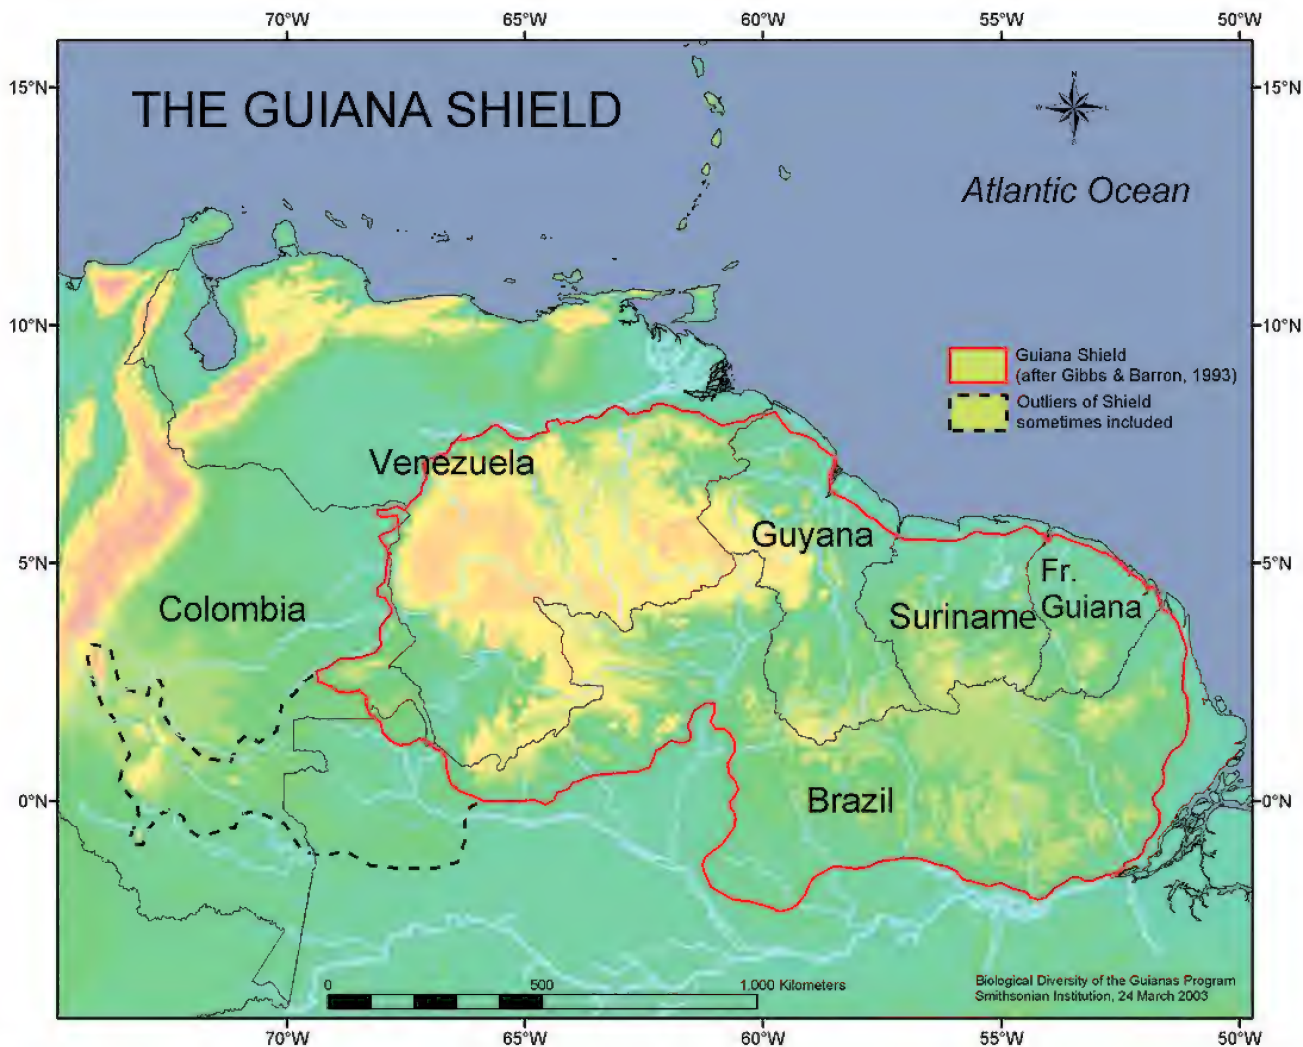 70°W 65°W 60°W 55°W 50°W
15°N 15°N
THE GUIANA SHIELD
N
W
S
Atlantic Ocean
10°N 10°N
Guiana Shield
(after Gibbs & Barron, 1993)
Outliers of Shield
sometimes included
Venezuela
Guyana
5°N 5°N
Fr.
Guiana
Colombia
Suriname
0°N 0°N
Brazil
0 500 1,000 Kilometers
Biological Diversity of the Guianas Program
Smithsonian Institution, 24 March 2003
70°W 65°W 60°W 55°W 50°W